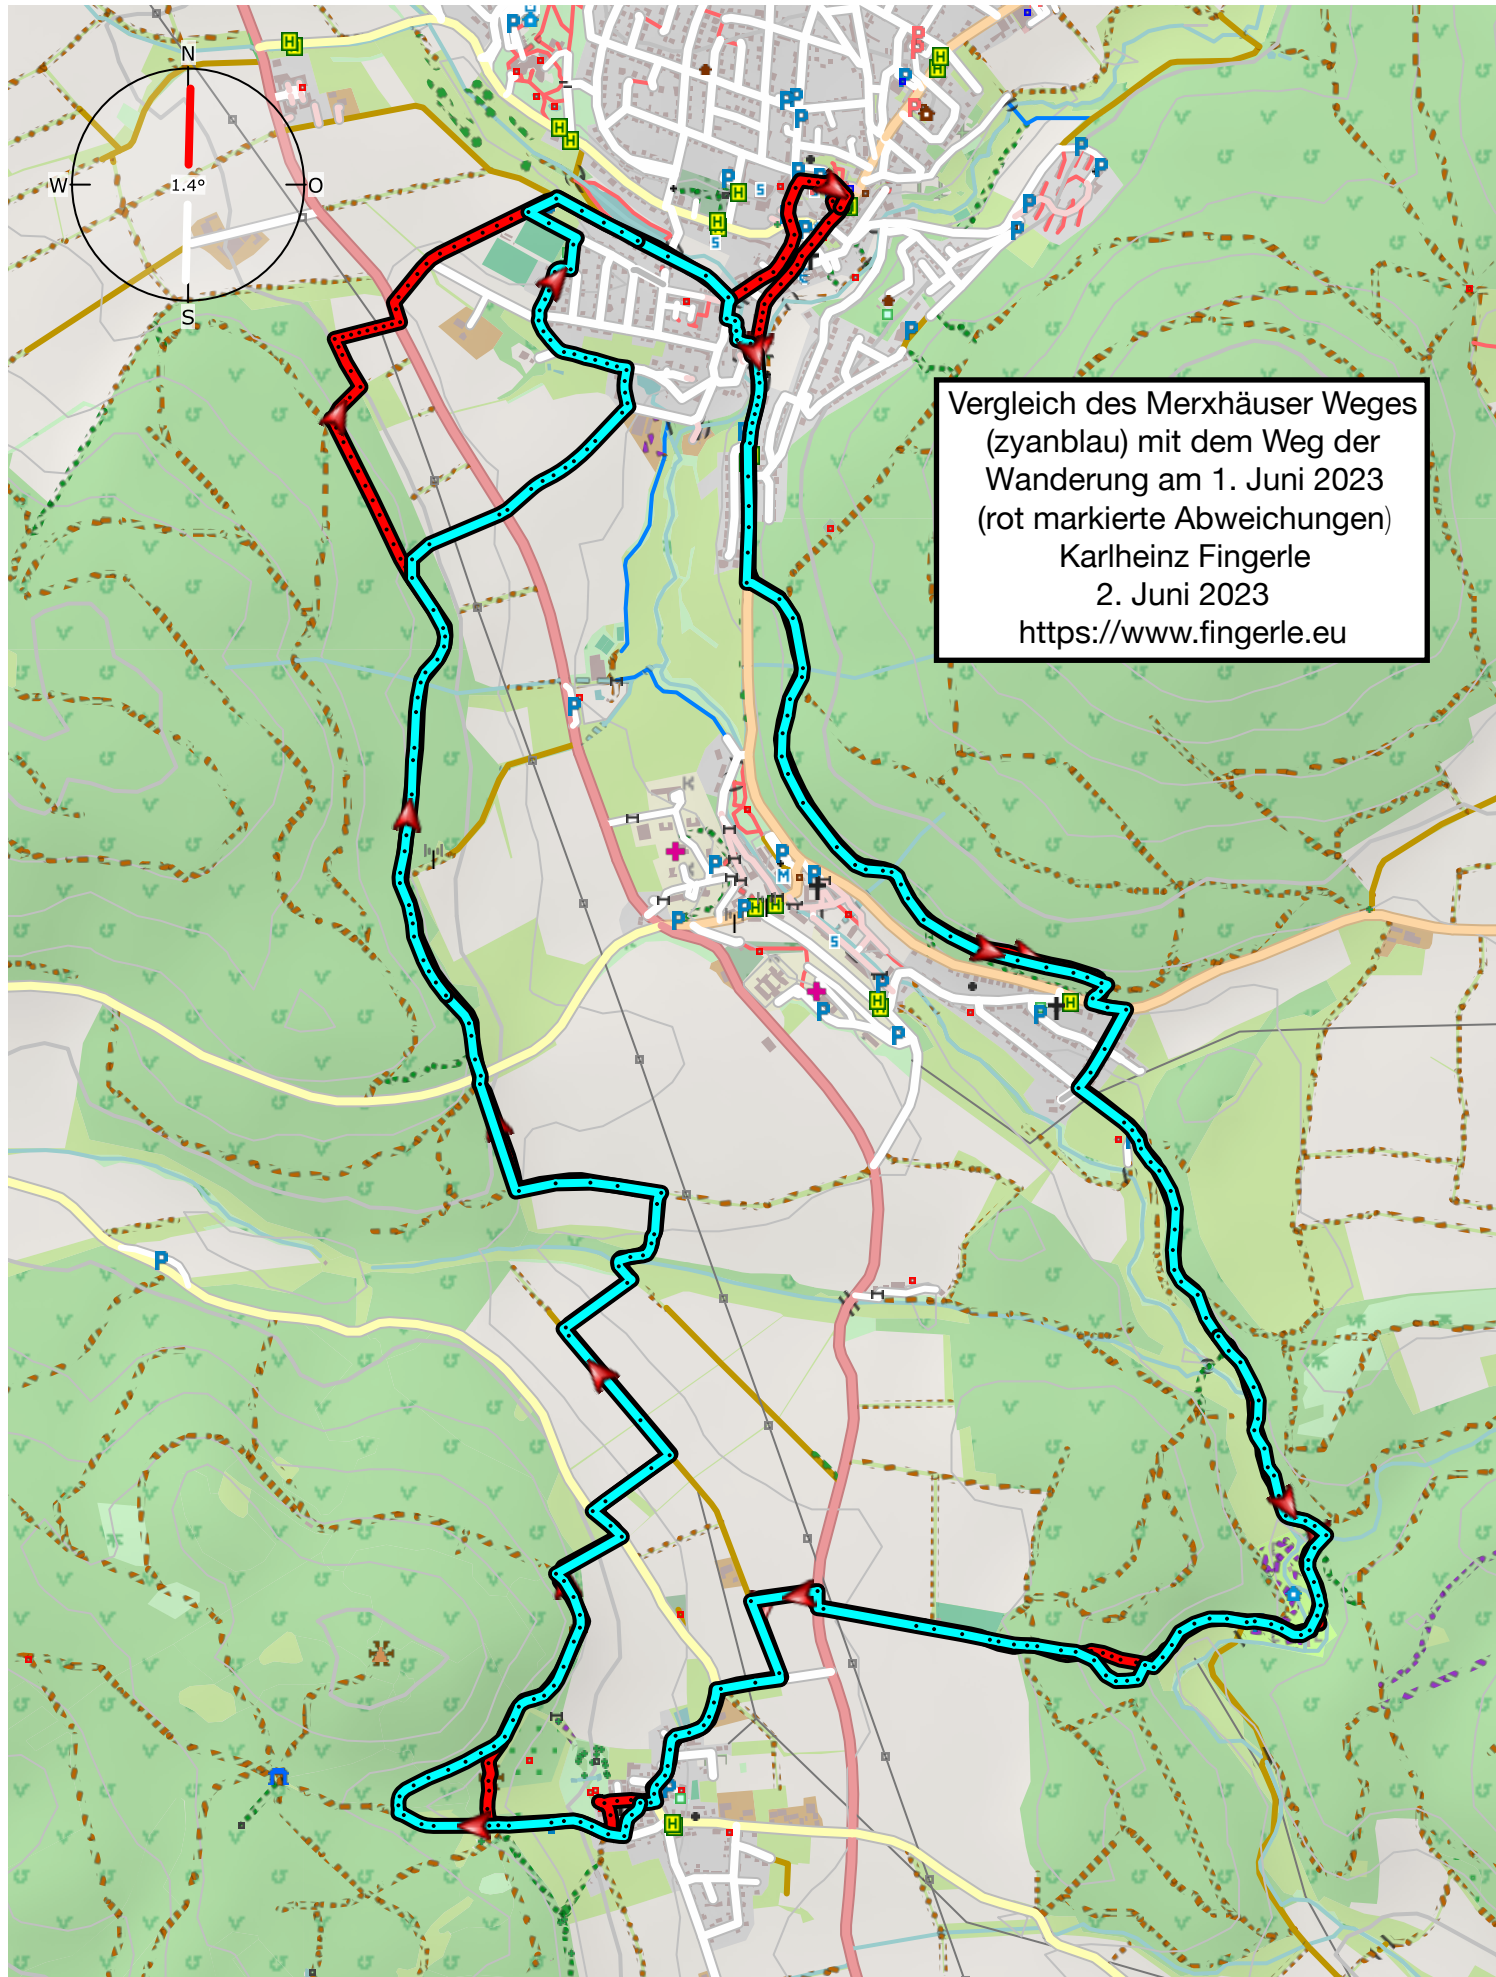 N
W
1.4°
O
S
Vergleich des Merxhäuser Weges
(zyanblau) mit dem Weg der
Wanderung am 1. Juni 2023
(rot markierte Abweichungen)
Karlheinz Fingerle
2. Juni 2023
https://www.fingerle.eu